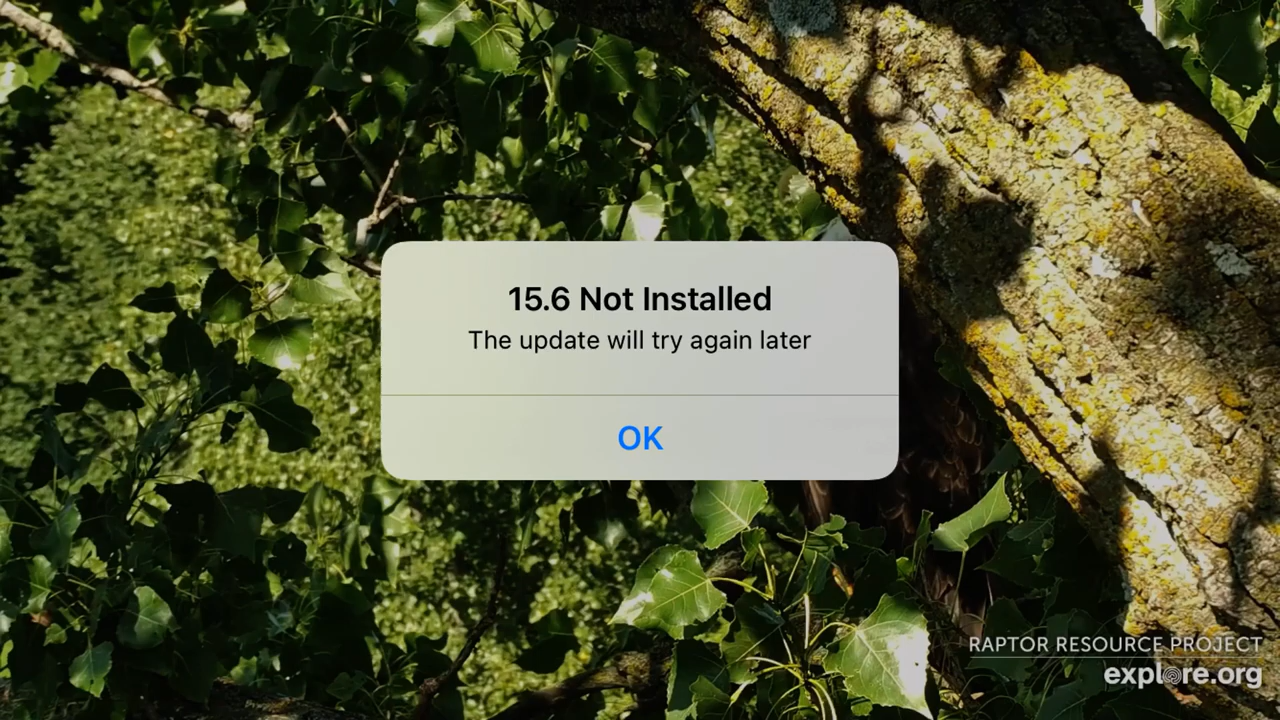 15.6 Not Installed
The update will try again later
OK
RAPTOR RESOURCE PROJECT
explore.org